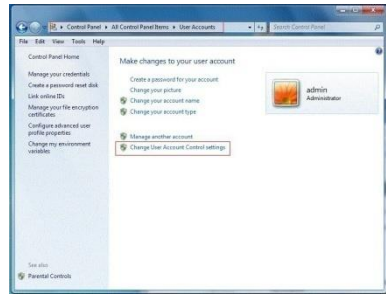 Control Panel ▸ All Control Panel Items ▸ User Accounts
Search Control Panel
File Edit View Tools Help
Control Panel Home
Manage your credentials
Create a password reset disk
Link online IDs
Manage your file encryption
certificates
Configure advanced user
profile properties
Change my environment
variables
See also
Parental Controls
Make changes to your user account
Create a password for your account
Change your picture
Change your account name
Change your account type
Manage another account
Change User Account Control settings
admin
Administrator